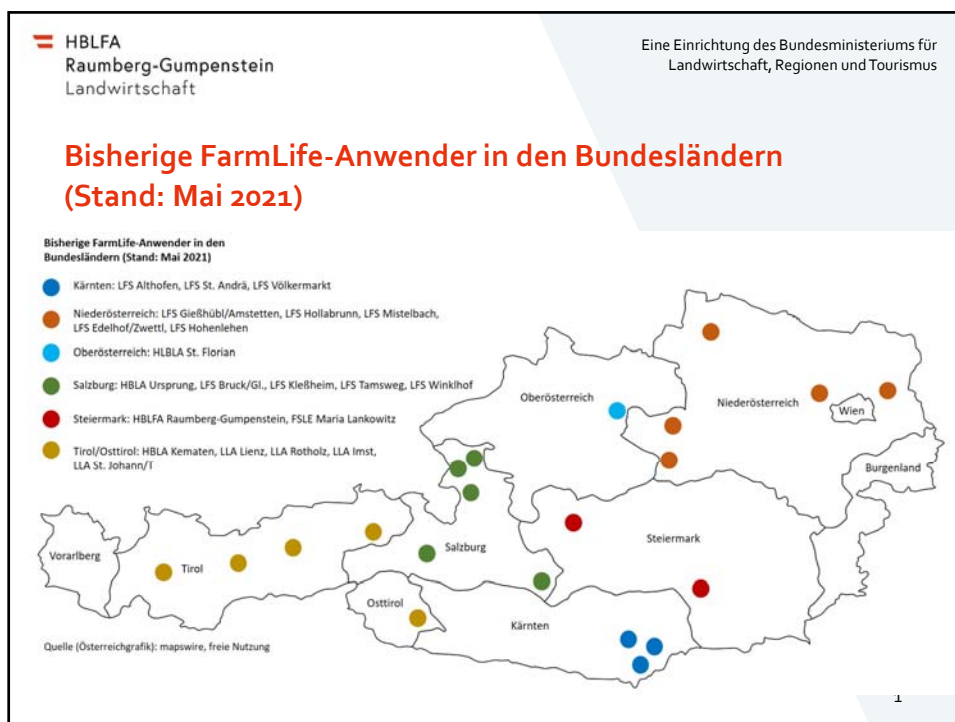 HBLFA
Raumberg-Gumpenstein
Landwirtschaft
Eine Einrichtung des Bundesministeriums für
Landwirtschaft, Regionen und Tourismus
Bisherige FarmLife-Anwender in den Bundesländern
(Stand: Mai 2021)
Bisherige FarmLife-Anwender in den
Bundesländern (Stand: Mai 2021)
Kärnten: LFS Althofen, LFS St. Andrä, LFS Völkermarkt
Niederösterreich: LFS Gießhübl/Amstetten, LFS Hollabrunn, LFS Mistelbach,
LFS Edelhof/Zwettl, LFS Hohenlehen
Oberösterreich: HLBLA St. Florian
Salzburg: HBLA Ursprung, LFS Bruck/Gl., LFS Kleßheim, LFS Tamsweg, LFS Winklhof
Steiermark: HBLFA Raumberg-Gumpenstein, FSLE Maria Lankowitz
Tirol/Osttirol: HBLA Kematen, LLA Lienz, LLA Rotholz, LLA Imst,
LLA St. Johann/T
Oberösterreich
Niederösterreich
Wien
Burgenland
Steiermark
Salzburg
Vorarlberg
Tirol
Osttirol
Kärnten
Quelle (Österreichgrafik): mapswire, freie Nutzung
1